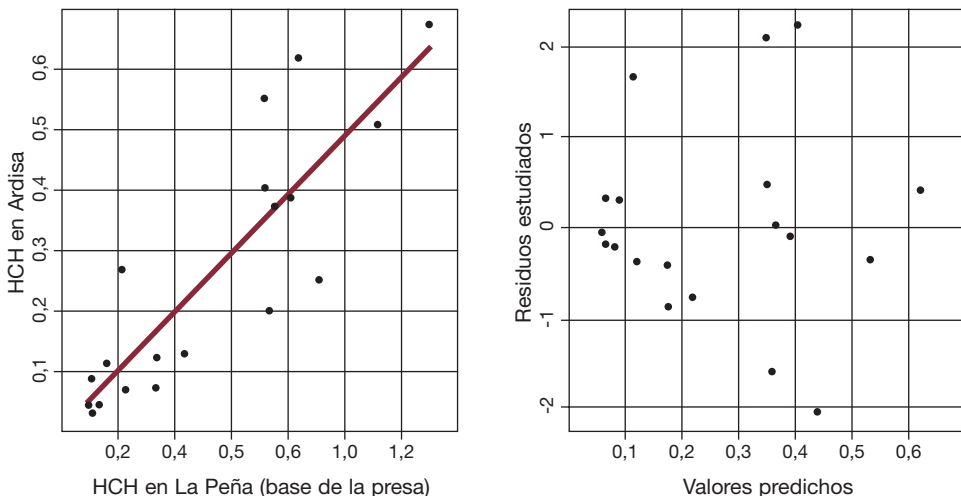 HCH en Ardisa
0,6
0,5
0,4
0,3
0,2
0,1
0,2 0,4 0,5 0,6 1,0 1,2
HCH en La Peña (base de la presa)
Residuos estudiados
2
1
0
-1
-2
0,1 0,2 0,3 0,4 0,5 0,6
Valores predichos